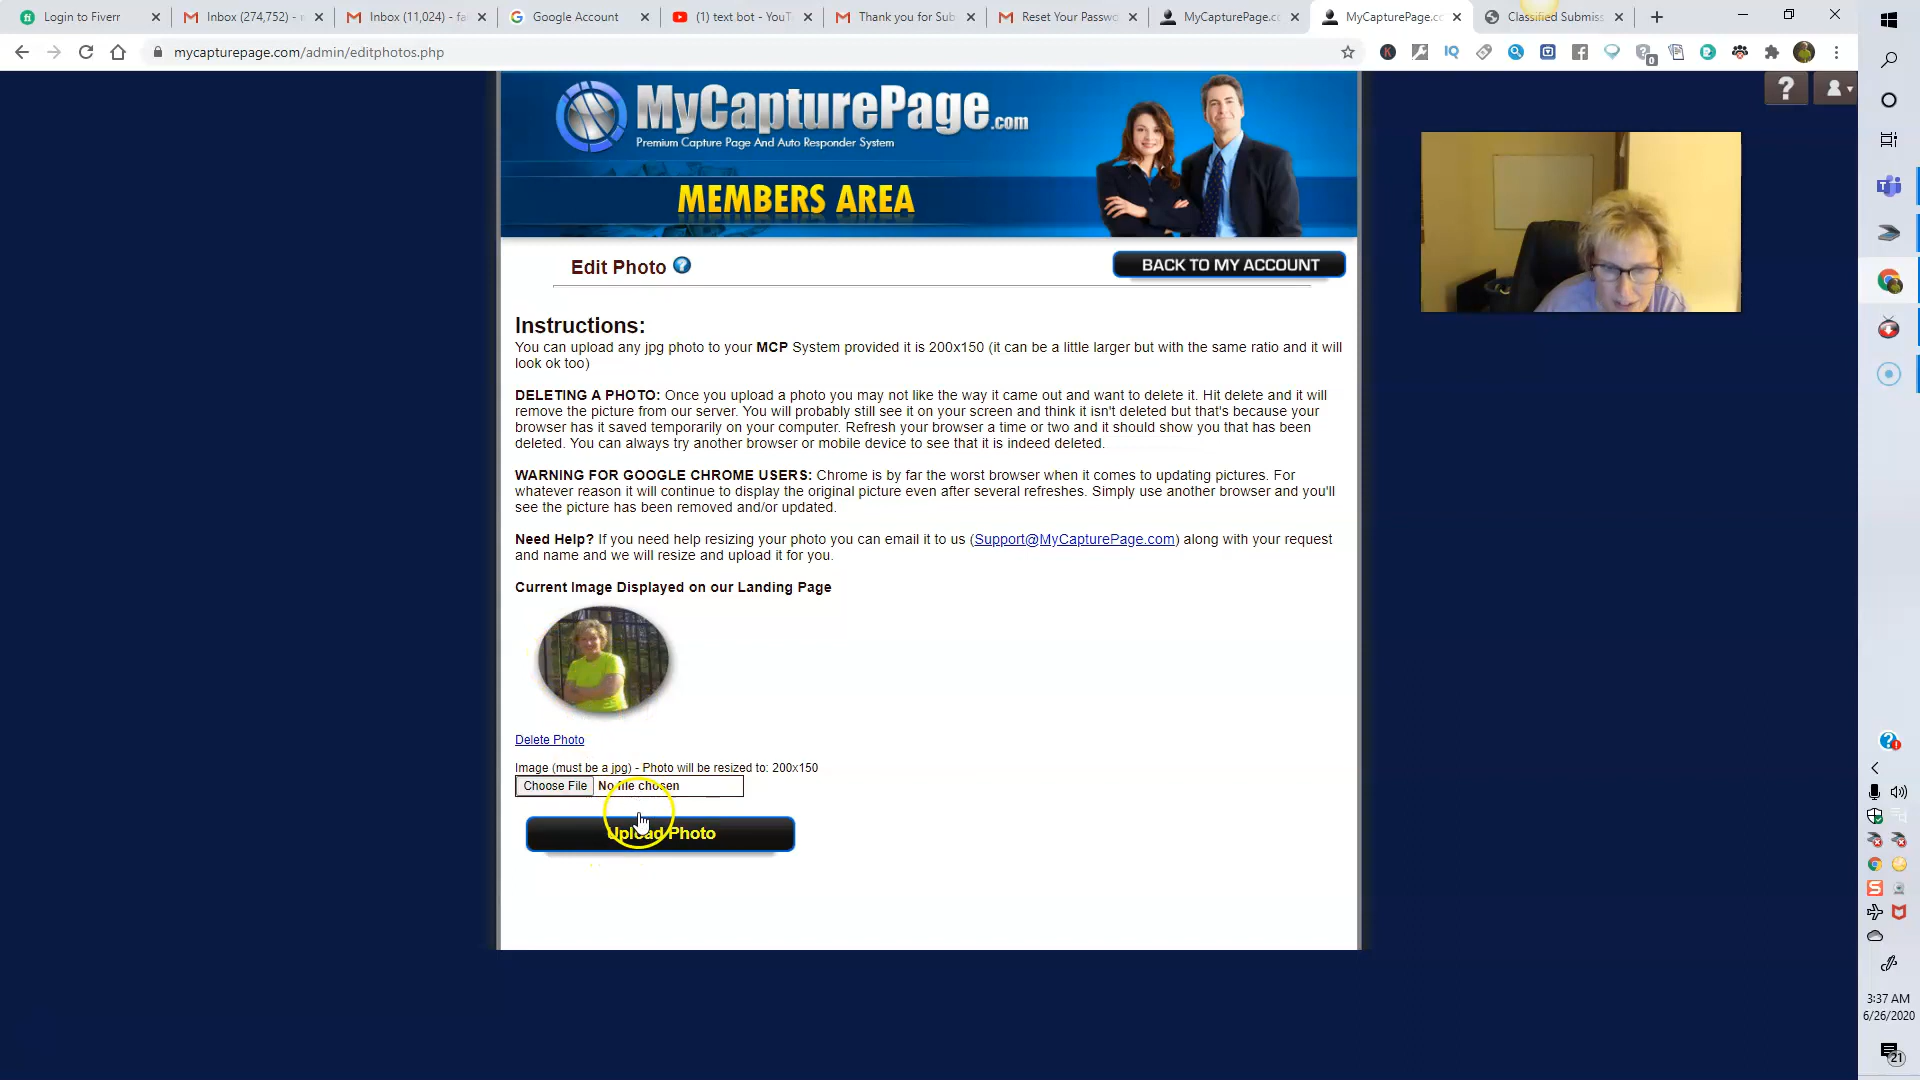 Login to Fiverr
Inbox (274,752) - r
Inbox (11,024) - fa
Google Account
(1) text bot - YouT
Thank you for Sub
Reset Your Passwo
MyCapturePage.co
MyCapturePage.co
Classified Submiss
mycapturepage.com/admin/editphotos.php
MyCapturePage.com
Premium Capture Page And Auto Responder System
MEMBERS AREA
Edit Photo
BACK TO MY ACCOUNT
Instructions:
You can upload any jpg photo to your MCP System provided it is 200x150 (it can be a little larger but with the same ratio and it will
look ok too)
DELETING A PHOTO: Once you upload a photo you may not like the way it came out and want to delete it. Hit delete and it will
remove the picture from our server. You will probably still see it on your screen and think it isn't deleted but that's because your
browser has it saved temporarily on your computer. Refresh your browser a time or two and it should show you that has been
deleted. You can always try another browser or mobile device to see that it is indeed deleted.
WARNING FOR GOOGLE CHROME USERS: Chrome is by far the worst browser when it comes to updating pictures. For
whatever reason it will continue to display the original picture even after several refreshes. Simply use another browser and you'll
see the picture has been removed and/or updated.
Need Help? If you need help resizing your photo you can email it to us (Support@MyCapturePage.com) along with your request
and name and we will resize and upload it for you.
Current Image Displayed on our Landing Page
Delete Photo
Image (must be a jpg) - Photo will be resized to: 200x150
Choose File No file chosen
Upload Photo
3:37 AM
6/26/2020
21